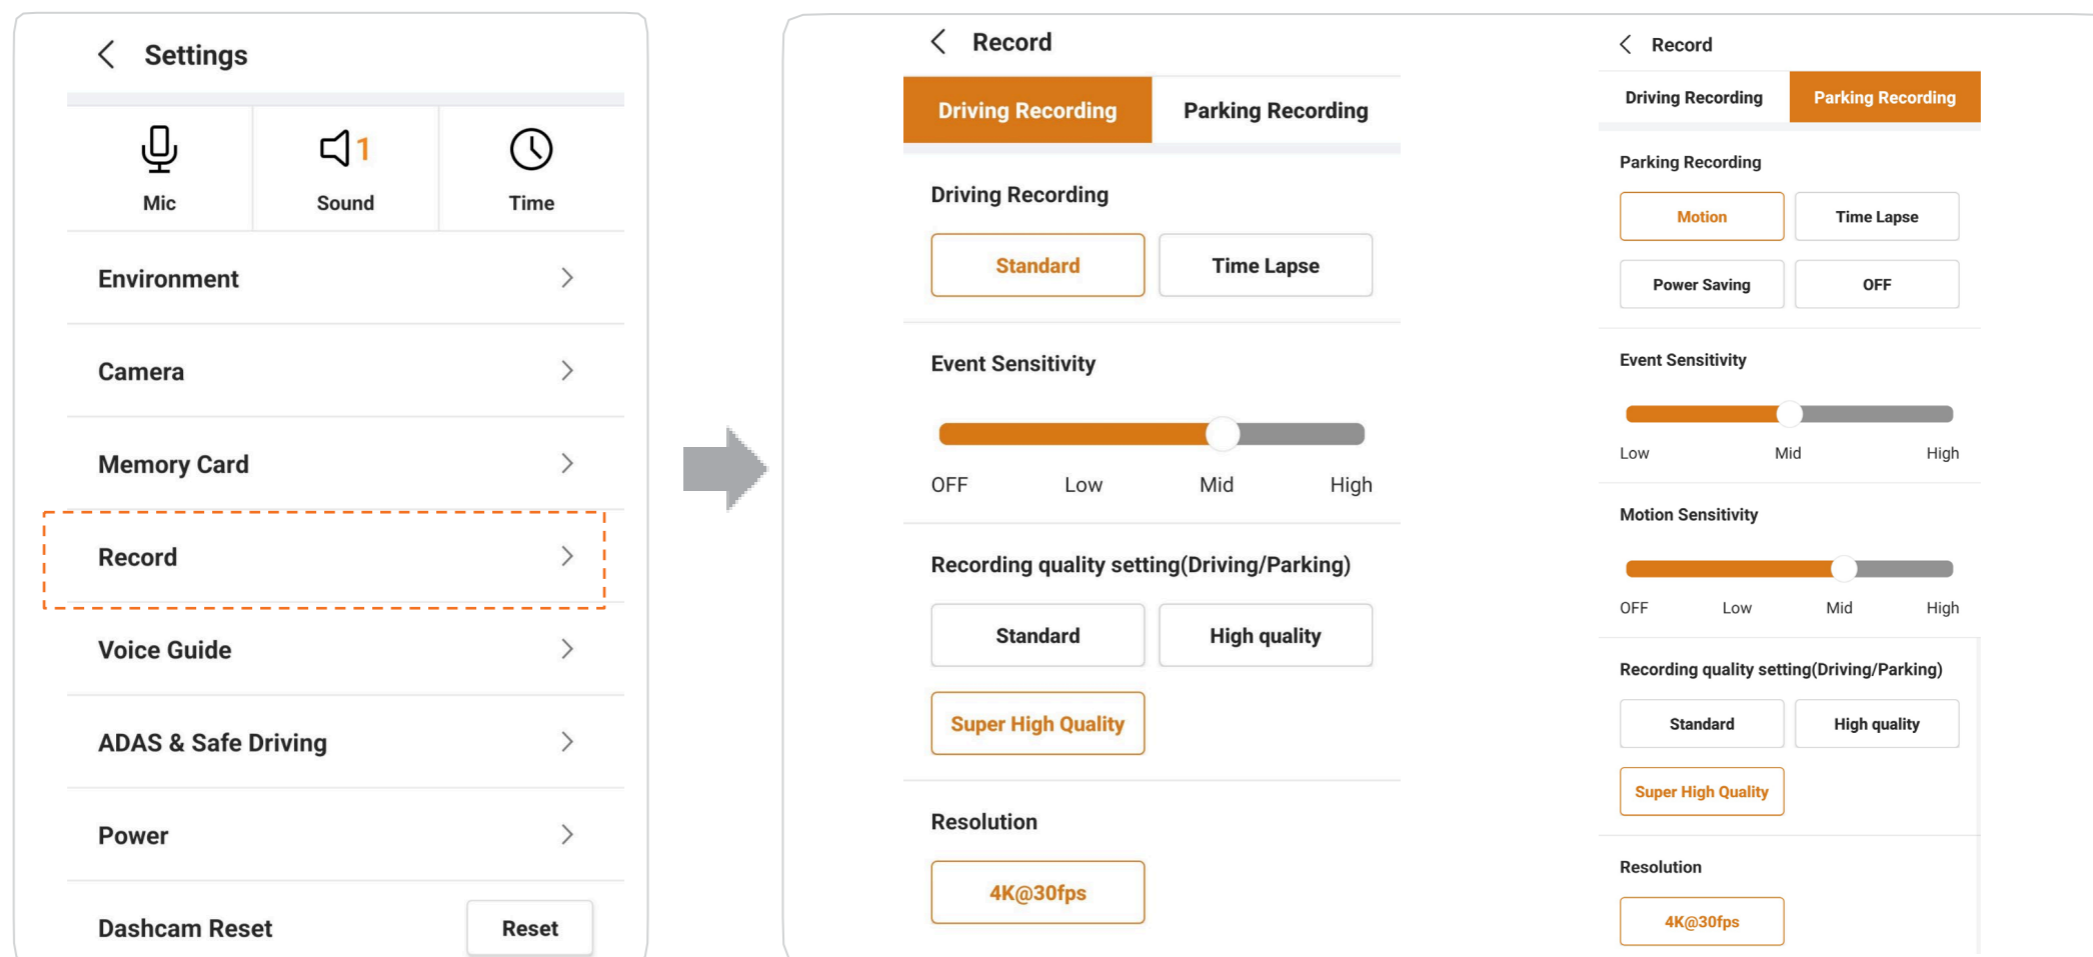 Settings
1
Mic Sound Time
Environment
Camera
Memory Card
Record
Voice Guide
ADAS & Safe Driving
Power
Dashcam Reset Reset
Record
Driving Recording Parking Recording
Driving Recording
Standard Time Lapse
Event Sensitivity
OFF Low Mid High
Recording quality setting(Driving/Parking)
Standard High quality
Super High Quality
Resolution
4K@30fps
Record
Driving Recording Parking Recording
Parking Recording
Motion Time Lapse
Power Saving OFF
Event Sensitivity
Low Mid High
Motion Sensitivity
OFF Low Mid High
Recording quality setting(Driving/Parking)
Standard High quality
Super High Quality
Resolution
4K@30fps